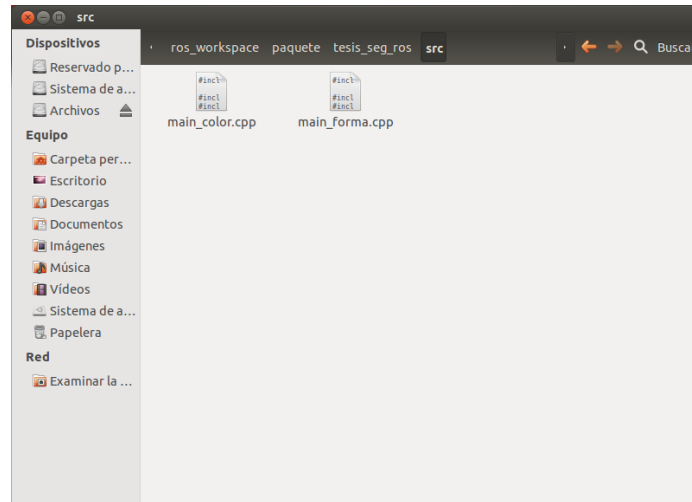 src
Dispositivos
Reservado p...
Sistema de a...
Archivos
Equipo
Carpeta per...
Escritorio
Descargas
Documentos
Imágenes
Música
Vídeos
Sistema de a...
Papelera
Red
Examinar la ...
ros_workspace paquete tesis_seg_ros src Busca
#incl
#incl
#incl
main_color.cpp
#incl
#incl
#incl
main_forma.cpp